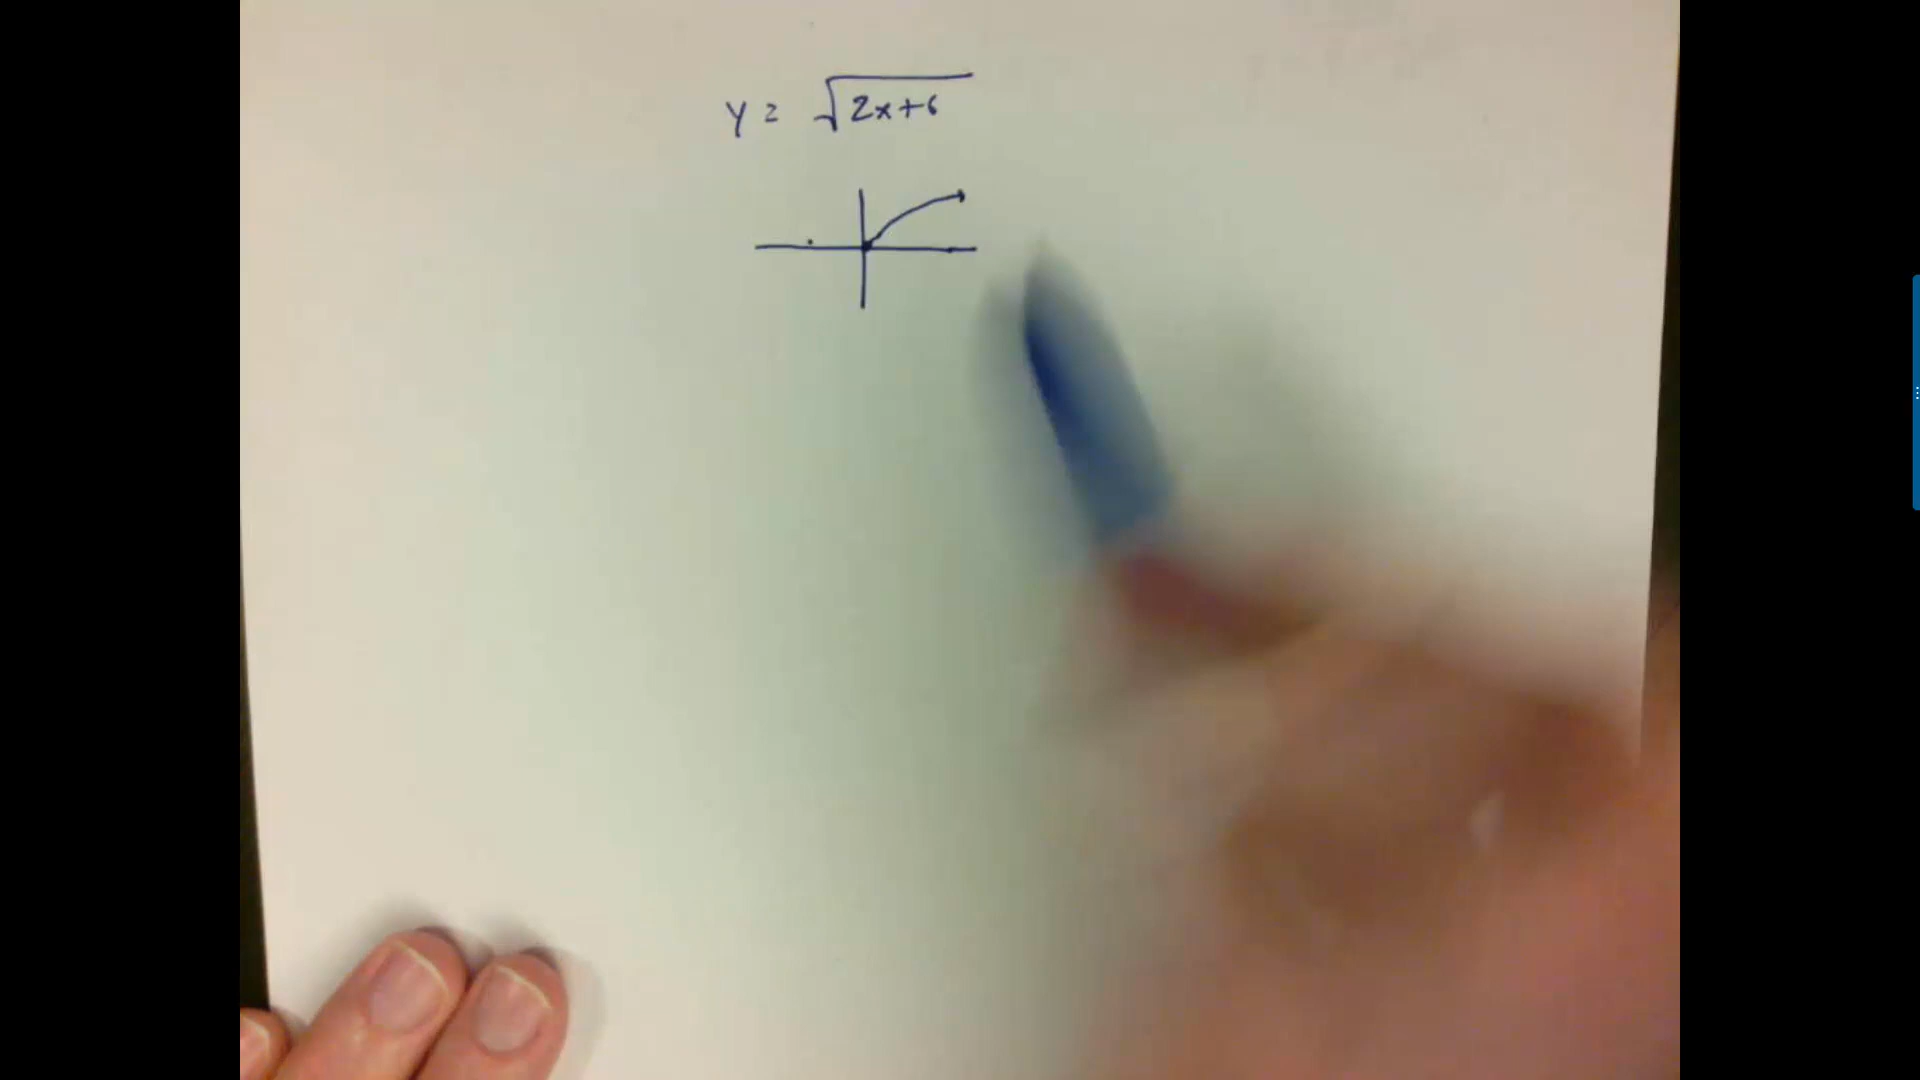 y = √2x+6